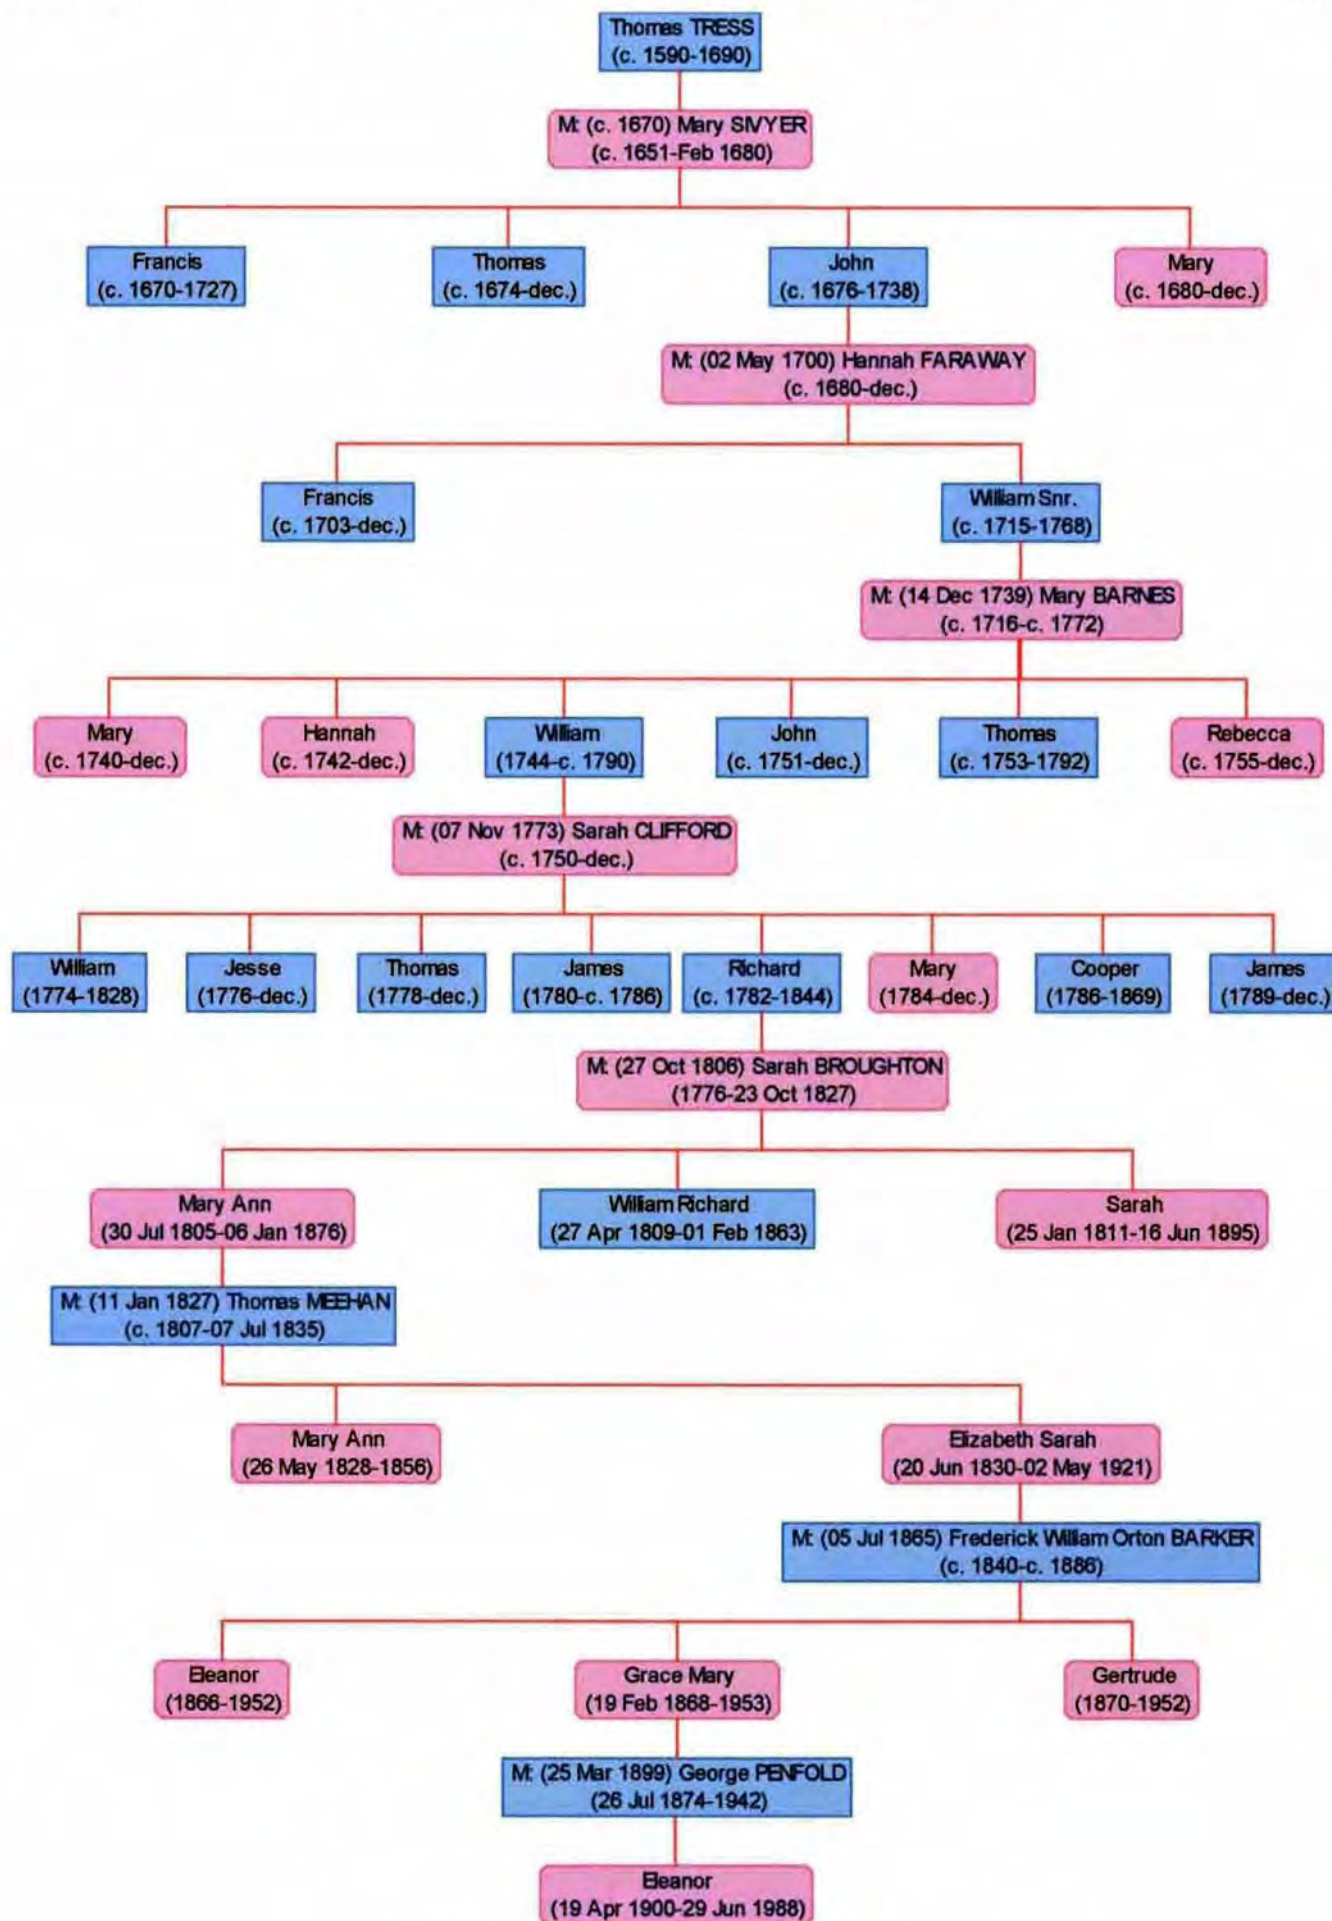 Thomas TRESS
(c. 1590-1690)
M: (c. 1670) Mary SIVYER
(c. 1651-Feb 1680)
Francis
(c. 1670-1727)
Thomas
(c. 1674-dec.)
John
(c. 1676-1738)
Mary
(c. 1680-dec.)
M: (02 May 1700) Hannah FARAWAY
(c. 1680-dec.)
Francis
(c. 1703-dec.)
William Snr.
(c. 1715-1768)
M: (14 Dec 1739) Mary BARNES
(c. 1716-c. 1772)
Mary
(c. 1740-dec.)
Hannah
(c. 1742-dec.)
William
(1744-c. 1790)
John
(c. 1751-dec.)
Thomas
(c. 1753-1792)
Rebecca
(c. 1755-dec.)
M: (07 Nov 1773) Sarah CLIFFORD
(c. 1750-dec.)
William
(1774-1828)
Jesse
(1776-dec.)
Thomas
(1778-dec.)
James
(1780-c. 1786)
Richard
(c. 1782-1844)
Mary
(1784-dec.)
Cooper
(1786-1869)
James
(1789-dec.)
M: (27 Oct 1806) Sarah BROUGHTON
(1776-23 Oct 1827)
Mary Ann
(30 Jul 1805-06 Jan 1876)
William Richard
(27 Apr 1809-01 Feb 1863)
Sarah
(25 Jan 1811-16 Jun 1895)
M: (11 Jan 1827) Thomas MEEHAN
(c. 1807-07 Jul 1835)
Mary Ann
(26 May 1828-1856)
Elizabeth Sarah
(20 Jun 1830-02 May 1921)
M: (05 Jul 1865) Frederick William Orton BARKER
(c. 1840-c. 1886)
Eleanor
(1866-1952)
Grace Mary
(19 Feb 1868-1953)
Gertrude
(1870-1952)
M: (25 Mar 1899) George PENFOLD
(26 Jul 1874-1942)
Eleanor
(19 Apr 1900-29 Jun 1988)